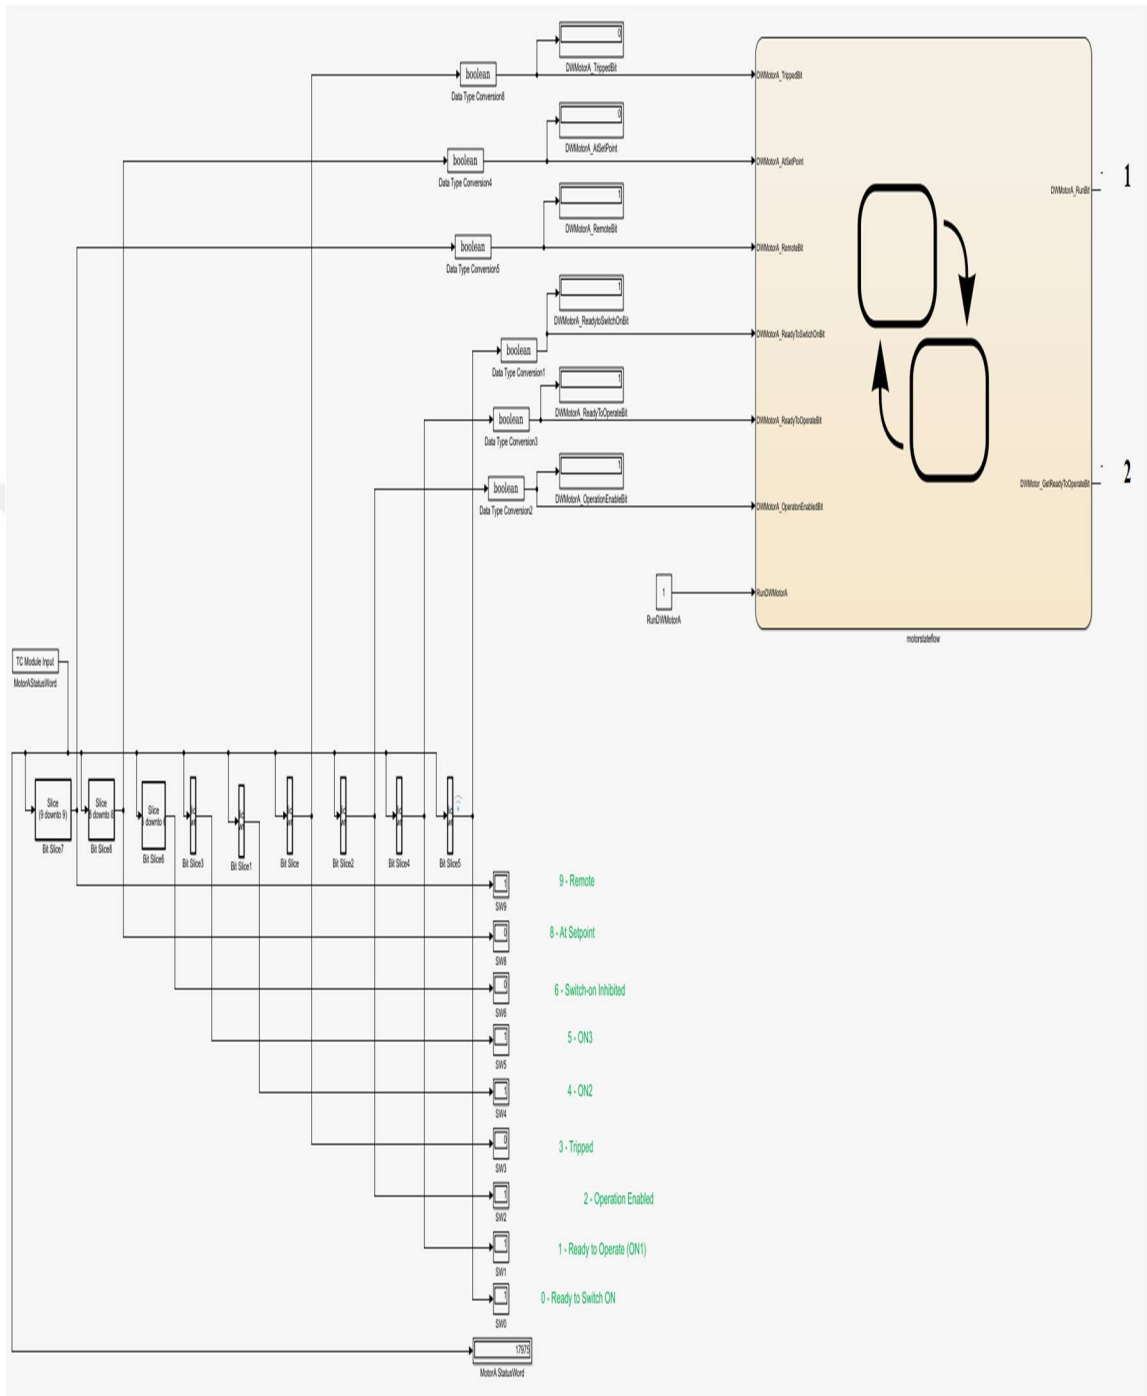 0
DWMotorA_TrippedBit
boolean
Data Type Conversion8
DWMotorA_TrippedBit
0
DWMotorA_AtSetPoint
boolean
Data Type Conversion4
DWMotorA_AtSetPoint
1
DWMotorA_RemoteBit
boolean
Data Type Conversion5
DWMotorA_RemoteBit
1
DWMotorA_ReadytoSwitchOnBit
DWMotorA_ReadyToSwtichOnBit
boolean
Data Type Conversion1
1
DWMotorA_ReadyToOperateBit
boolean
Data Type Conversion3
DWMotorA_ReadyToOperateBit
1
DWMotorA_OperationEnableBit
boolean
Data Type Conversion2
DWMotorA_OperatonEnabledBit
1
RunDWMotorA
RunDWMotorA
DWMotorA_RunBit
1
DWMotor_GetReadyToOperateBit
2
motorstateflow
TC Module Input
MotorAStatusWord
Slice
(9 downto 9)
Bit Slice7
Slice
downto 8
Bit Slice8
Slice
downto
Bit Slice6
Bit Slice3
Bit Slice1
Bit Slice
Bit Slice2
Bit Slice4
Bit Slice5
1
SW9
9 - Remote
0
SW8
8 - At Setpoint
0
SW6
6 - Switch-on Inhibited
1
SW5
5 - ON3
1
SW4
4 - ON2
0
SW3
3 - Tripped
1
SW2
2 - Operation Enabled
1
SW1
1 - Ready to Operate (ON1)
1
SW0
0 - Ready to Switch ON
17975
MotorA StatusWord